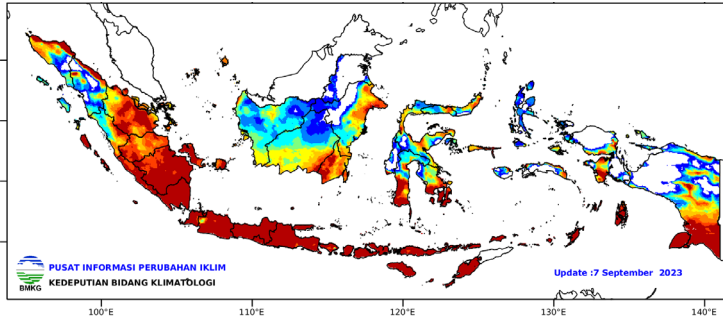 PUSAT INFORMASI PERUBAHAN IKLIM
KEDEPUTIAN BIDANG KLIMATOLOGI
BMKG
Update :7 September 2023
100°E
110°E
120°E
130°E
140°E